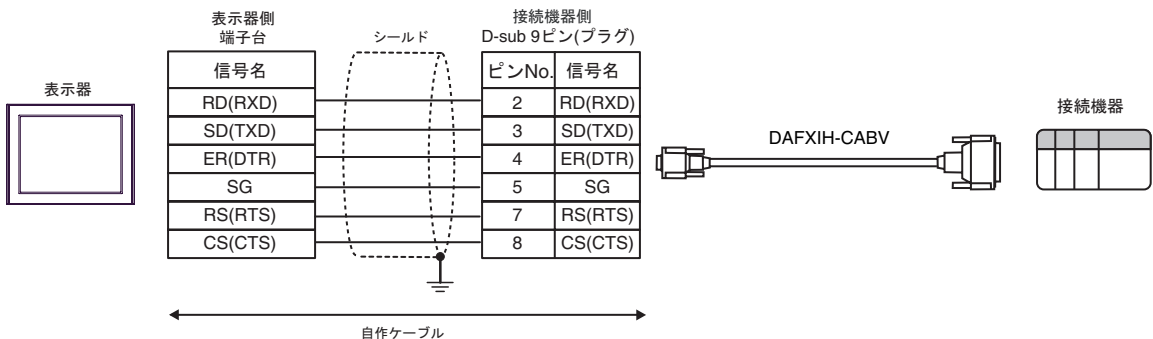 表示器
表示器側
端子台
シールド
接続機器側
D-sub 9ピン(プラグ)
信号名
ピンNo. 信号名
RD(RXD) 2 RD(RXD)
SD(TXD) 3 SD(TXD)
ER(DTR) 4 ER(DTR)
SG 5 SG
RS(RTS) 7 RS(RTS)
CS(CTS) 8 CS(CTS)
自作ケーブル
DAFXIH-CABV
接続機器